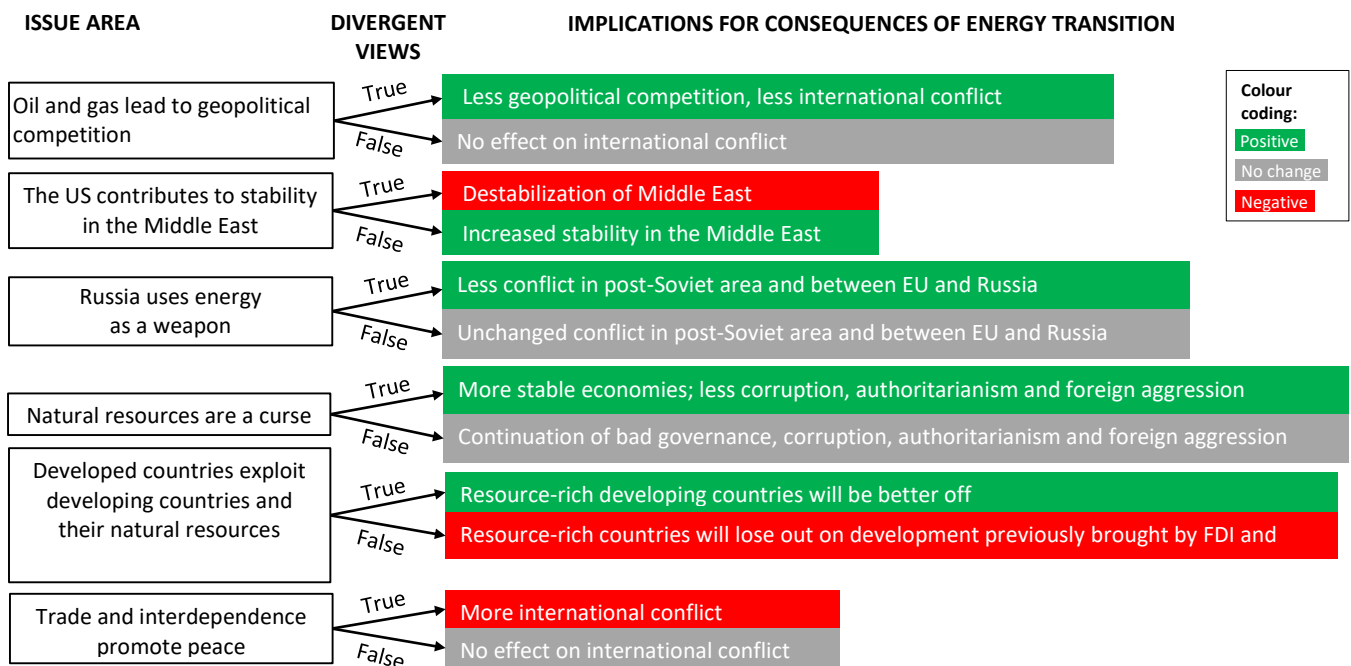 ISSUE AREA
DIVERGENT
VIEWS
IMPLICATIONS FOR CONSEQUENCES OF ENERGY TRANSITION
Oil and gas lead to geopolitical
competition
True
False
Less geopolitical competition, less international conflict
No effect on international conflict
Colour
coding:
Positive
No change
Negative
The US contributes to stability
in the Middle East
True
False
Destabilization of Middle East
Increased stability in the Middle East
Russia uses energy
as a weapon
True
False
Less conflict in post-Soviet area and between EU and Russia
Unchanged conflict in post-Soviet area and between EU and Russia
Natural resources are a curse
True
False
More stable economies; less corruption, authoritarianism and foreign aggression
Continuation of bad governance, corruption, authoritarianism and foreign aggression
Developed countries exploit
developing countries and
their natural resources
True
False
Resource-rich developing countries will be better off
Resource-rich countries will lose out on development previously brought by FDI and
Trade and interdependence
promote peace
True
False
More international conflict
No effect on international conflict